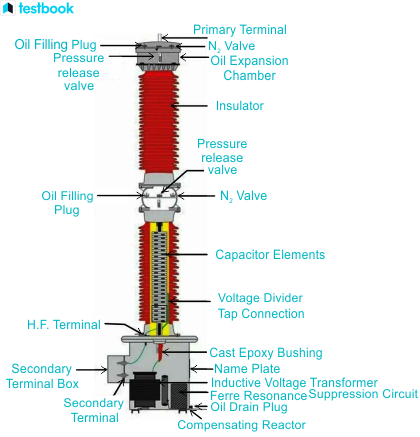 testbook
Primary Terminal
Oil Filling Plug
N2 Valve
Pressure
release
valve
Oil Expansion
Chamber
Insulator
Pressure
release
valve
Oil Filling
Plug
N2 Valve
Capacitor Elements
Voltage Divider
Tap Connection
H.F. Terminal
Cast Epoxy Bushing
Secondary
Terminal Box
Name Plate
Inductive Voltage Transformer
Ferre Resonance Suppression Circuit
Secondary
Terminal
Oil Drain Plug
Compensating Reactor